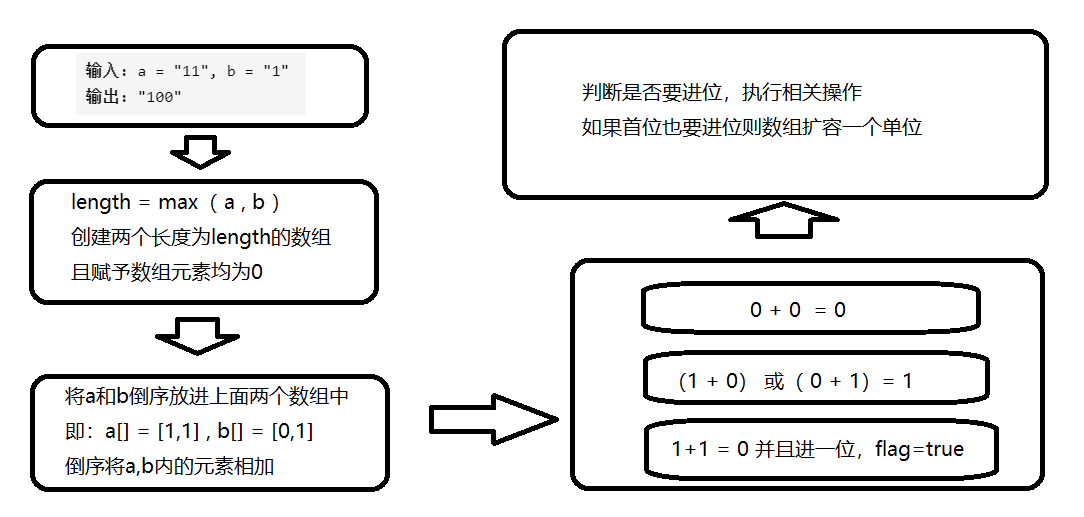 输入：a = "11", b = "1"
输出："100"
length = max （ a , b ）
创建两个长度为length的数组
且赋予数组元素均为0
将a和b倒序放进上面两个数组中
即：a[] = [1,1] , b[] = [0,1]
倒序将a,b内的元素相加
0 + 0 = 0
（1 + 0） 或（ 0 + 1）= 1
1+1 = 0 并且进一位，flag=true
判断是否要进位，执行相关操作
如果首位也要进位则数组扩容一个单位